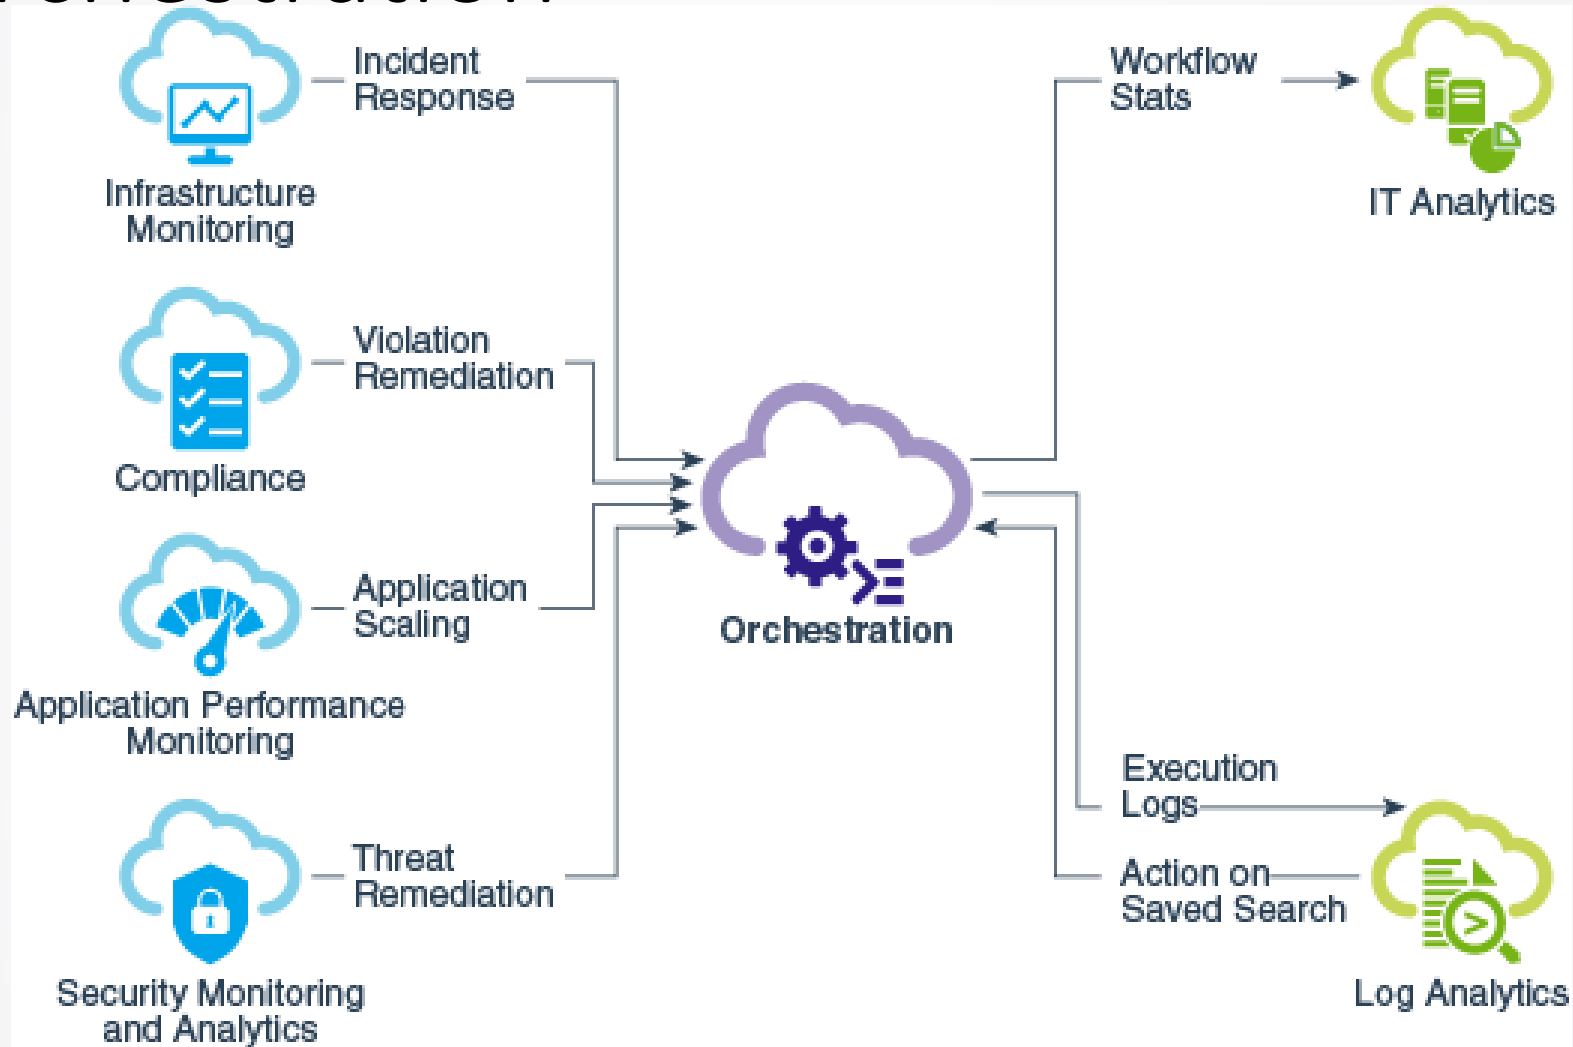 Incident
Response
Infrastructure
Monitoring
Violation
Remediation
Compliance
Application
Scaling
Application Performance
Monitoring
Threat
Remediation
Security Monitoring
and Analytics
Orchestration
Workflow
Stats
IT Analytics
Execution
Logs
Action on
Saved Search
Log Analytics